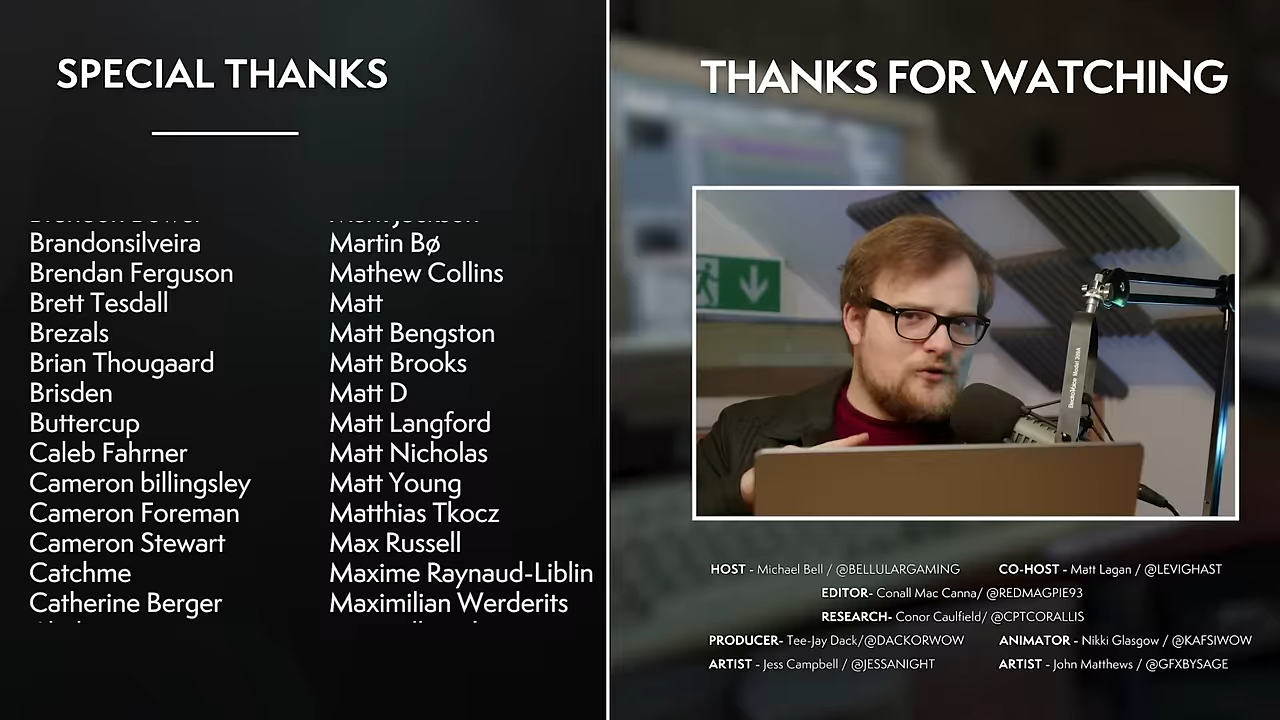 SPECIAL THANKS
Brandonsilveira
Brendan Ferguson
Brett Tesdall
Brezals
Brian Thougaard
Brisden
Buttercup
Caleb Fahrner
Cameron billingsley
Cameron Foreman
Cameron Stewart
Catchme
Catherine Berger
Martin Bø
Mathew Collins
Matt
Matt Bengston
Matt Brooks
Matt D
Matt Langford
Matt Nicholas
Matt Young
Matthias Tkocz
Max Russell
Maxime Raynaud-Liblin
Maximilian Werderits
THANKS FOR WATCHING
HOST - Michael Bell / @BELLULARGAMING
CO-HOST - Matt Lagan / @LEVIGHAST
EDITOR- Conall Mac Canna/ @REDMAGPIE93
RESEARCH- Conor Caulfield/ @CPTCORALLIS
PRODUCER- Tee-Jay Dack/@DACKORWOW
ANIMATOR - Nikki Glasgow / @KAFSIWOW
ARTIST - Jess Campbell / @JESSANIGHT
ARTIST - John Matthews / @GFXBYSAGE